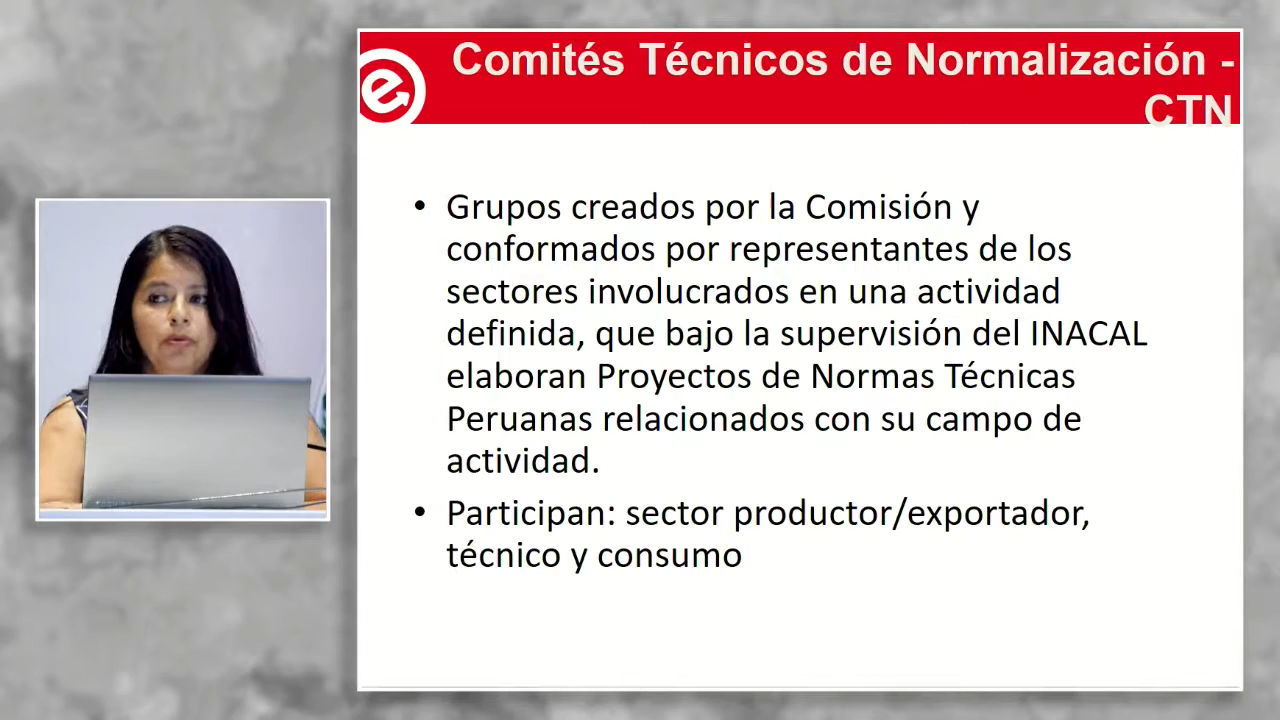 Comités Técnicos de Normalización -
CTN
• Grupos creados por la Comisión y
conformados por representantes de los
sectores involucrados en una actividad
definida, que bajo la supervisión del INACAL
elaboran Proyectos de Normas Técnicas
Peruanas relacionados con su campo de
actividad.
• Participan: sector productor/exportador,
técnico y consumo